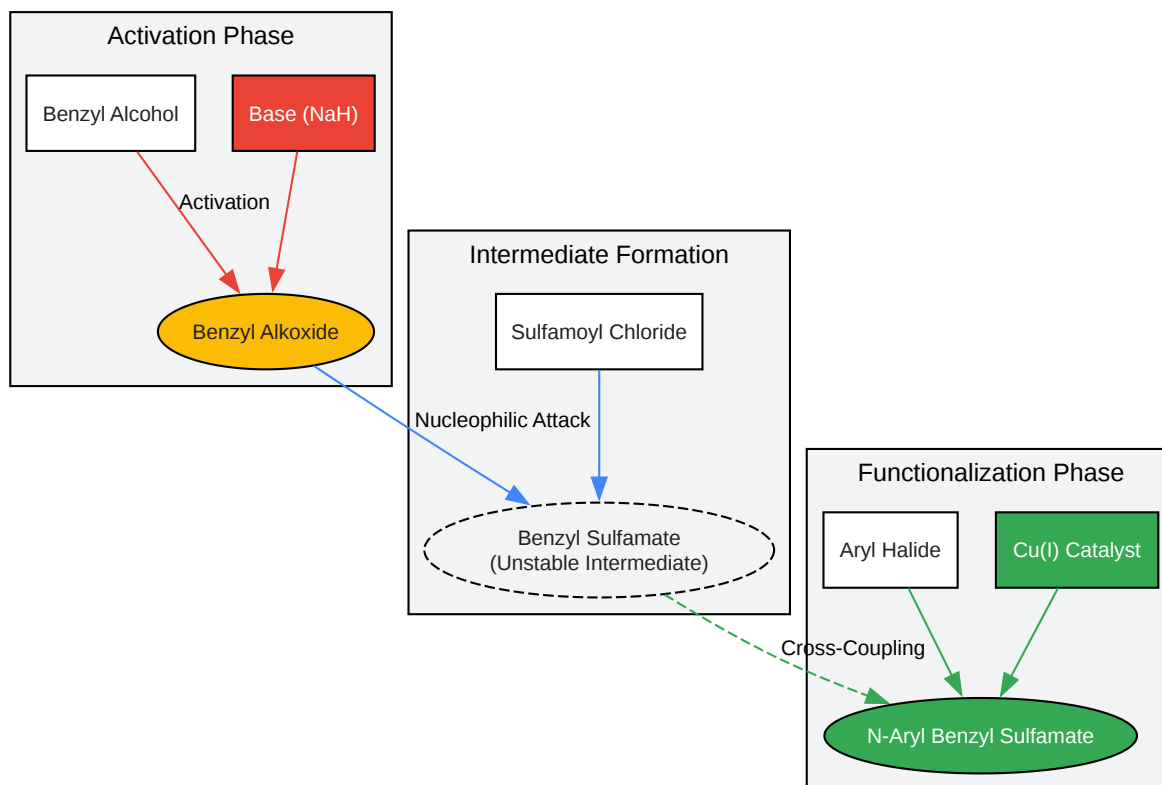 Activation Phase
Benzyl Alcohol
Base (NaH)
Activation
Benzyl Alkoxide
Intermediate Formation
Sulfamoyl Chloride
Nucleophilic Attack
Benzyl Sulfamate
(Unstable Intermediate)
Functionalization Phase
Aryl Halide
Cu(I) Catalyst
Cross-Coupling
N-Aryl Benzyl Sulfamate